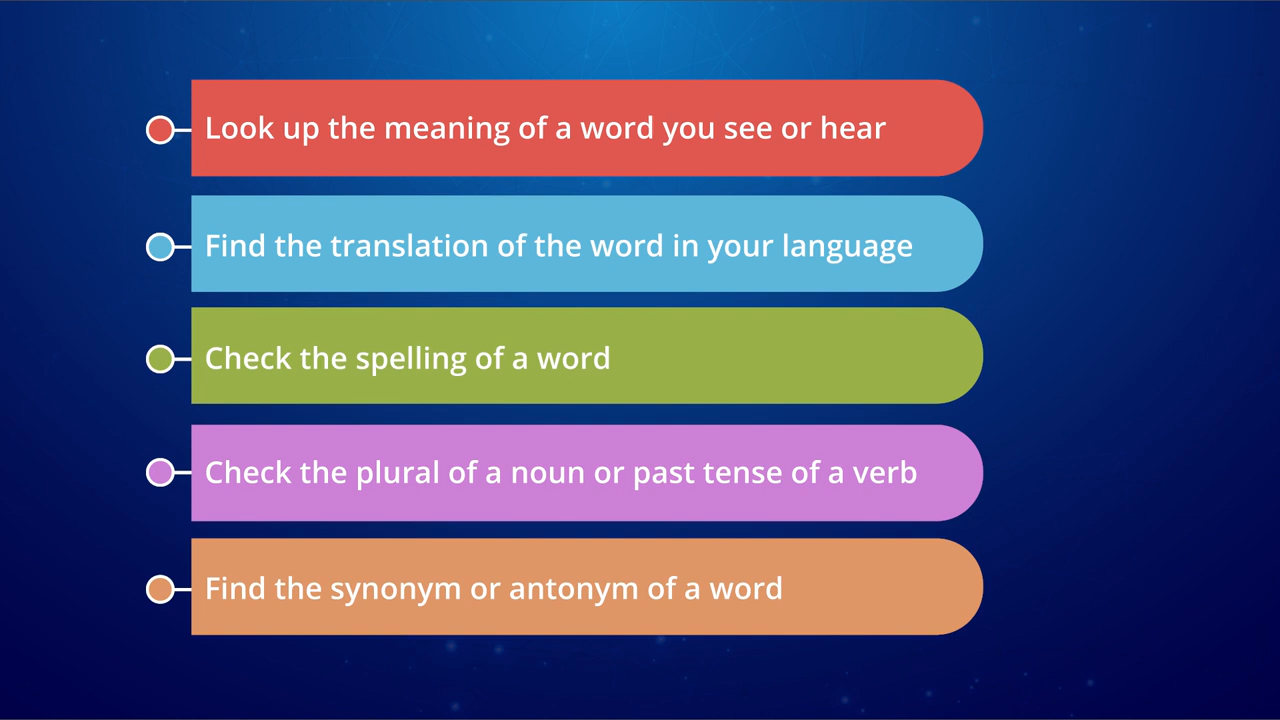 Look up the meaning of a word you see or hear
Find the translation of the word in your language
Check the spelling of a word
Check the plural of a noun or past tense of a verb
Find the synonym or antonym of a word